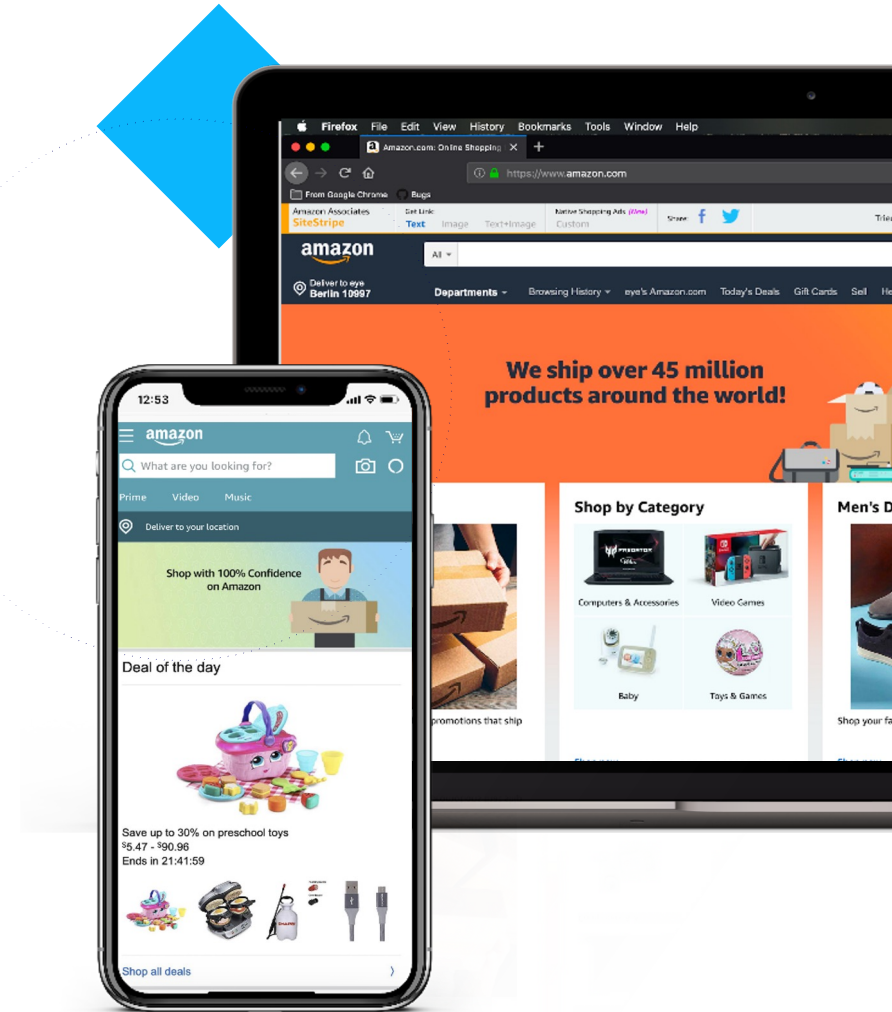 Firefox File Edit View History Bookmarks Tools Window Help
Amazon.com: Online Shopping
https://www.amazon.com
From Google Chrome Bugs
Amazon Associates
SiteStripe
Get Link:
Text Image Text+Image
Native Shopping Ads (New)
Custom
Share:
amazon
All
Deliver to eye
Berlin 10997
Departments Browsing History eye's Amazon.com Today's Deals Gift Cards Sell
We ship over 45 million
products around the world!
promotions that ship
Shop by Category
PREDATOR
Computers & Accessories
Video Games
Baby
Toys & Games
Men's D
Shop your fa
12:53
amazon
What are you looking for?
Prime Video Music
Deliver to your location
Shop with 100% Confidence
on Amazon
Deal of the day
Save up to 30% on preschool toys
$5.47 - $90.96
Ends in 21:41:59
Shop all deals